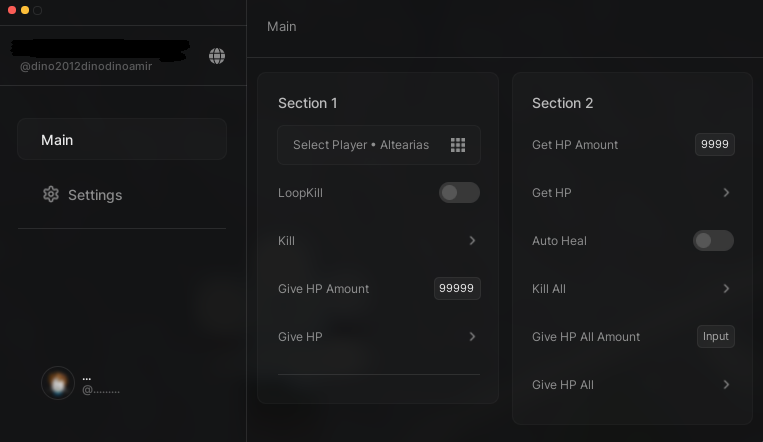 @dino2012dinodinoamir
Main
Settings
...
@.........
Main
Section 1
Select Player • Altearias
LoopKill
Kill
Give HP Amount 99999
Give HP
Section 2
Get HP Amount 9999
Get HP
Auto Heal
Kill All
Give HP All Amount Input
Give HP All